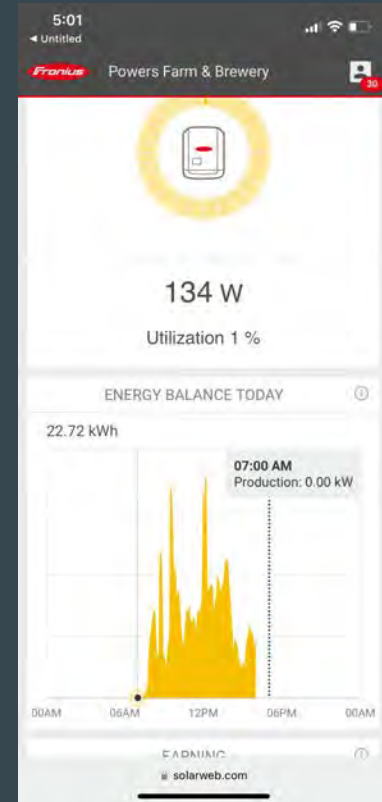 5:01
◄ Untitled
Fronius
Powers Farm & Brewery
30
134 W
Utilization 1 %
ENERGY BALANCE TODAY
22.72 kWh
07:00 AM
Production: 0.00 kW
00AM 06AM 12PM 06PM 00AM
EARNING
solarweb.com